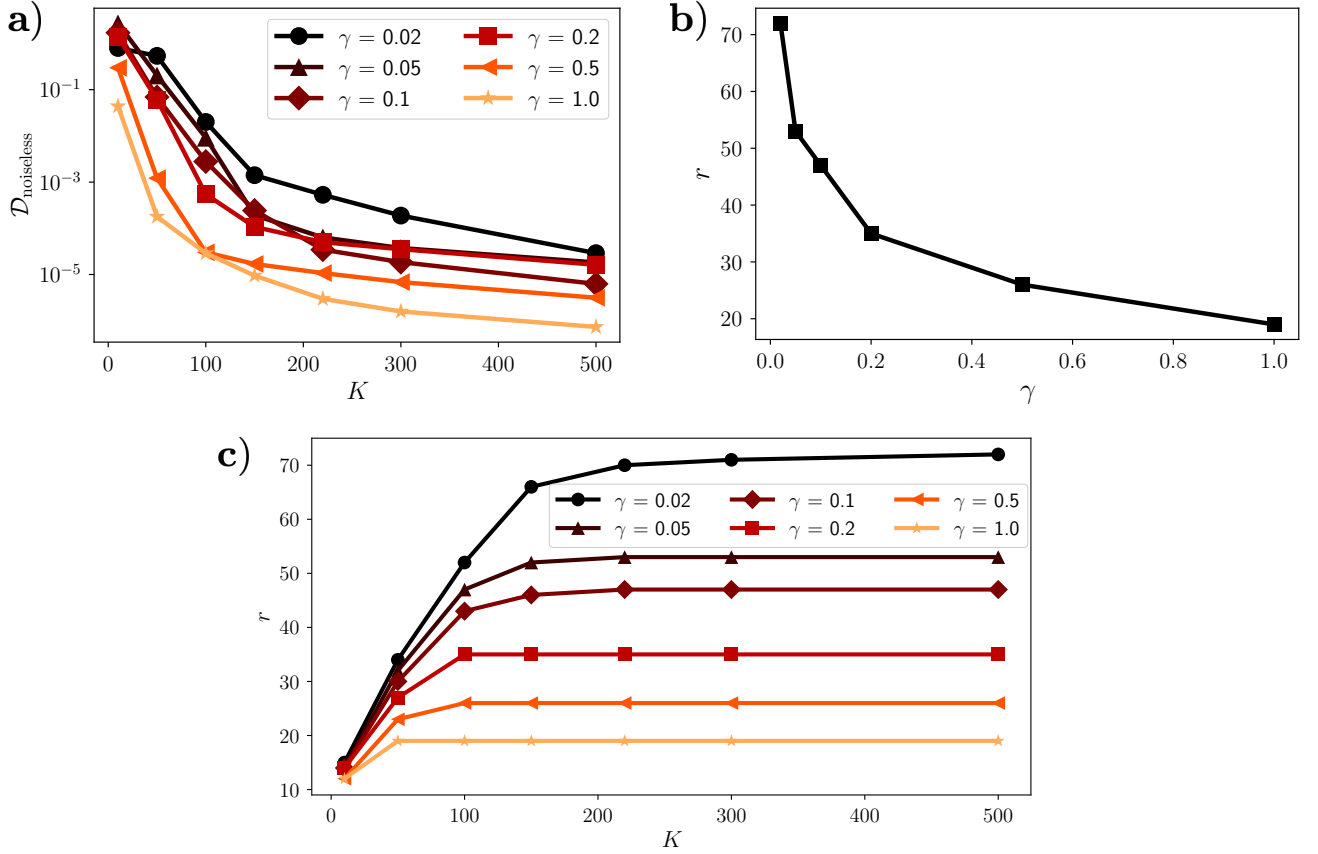 a)
γ = 0.02
γ = 0.05
γ = 0.1
γ = 0.2
γ = 0.5
γ = 1.0
10⁻¹
10⁻³
10⁻⁵
𝒟noiseless
0 100 200 300 400 500
K
b)
70
60
50
40
30
20
r
0.0 0.2 0.4 0.6 0.8 1.0
γ
c)
70
60
50
40
30
20
10
r
γ = 0.02
γ = 0.05
γ = 0.1
γ = 0.2
γ = 0.5
γ = 1.0
0 100 200 300 400 500
K